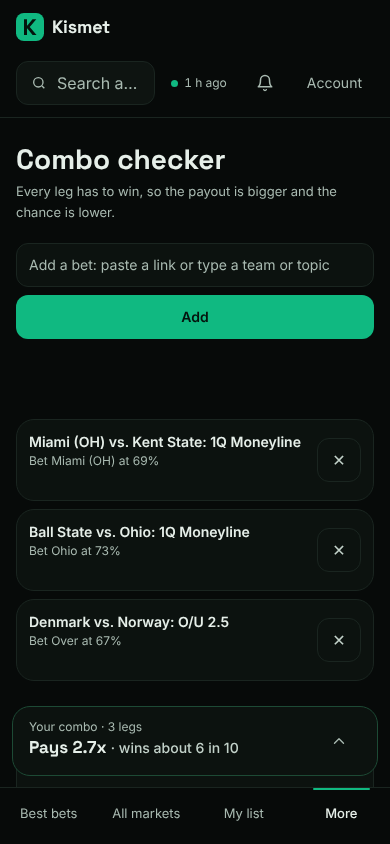 Kismet
Search a...
1 h ago
Account
Combo checker
Every leg has to win, so the payout is bigger and the
chance is lower.
Add a bet: paste a link or type a team or topic
Add
Miami (OH) vs. Kent State: 1Q Moneyline
Bet Miami (OH) at 69%
Ball State vs. Ohio: 1Q Moneyline
Bet Ohio at 73%
Denmark vs. Norway: O/U 2.5
Bet Over at 67%
Your combo · 3 legs
Pays 2.7x · wins about 6 in 10
Best bets
All markets
My list
More